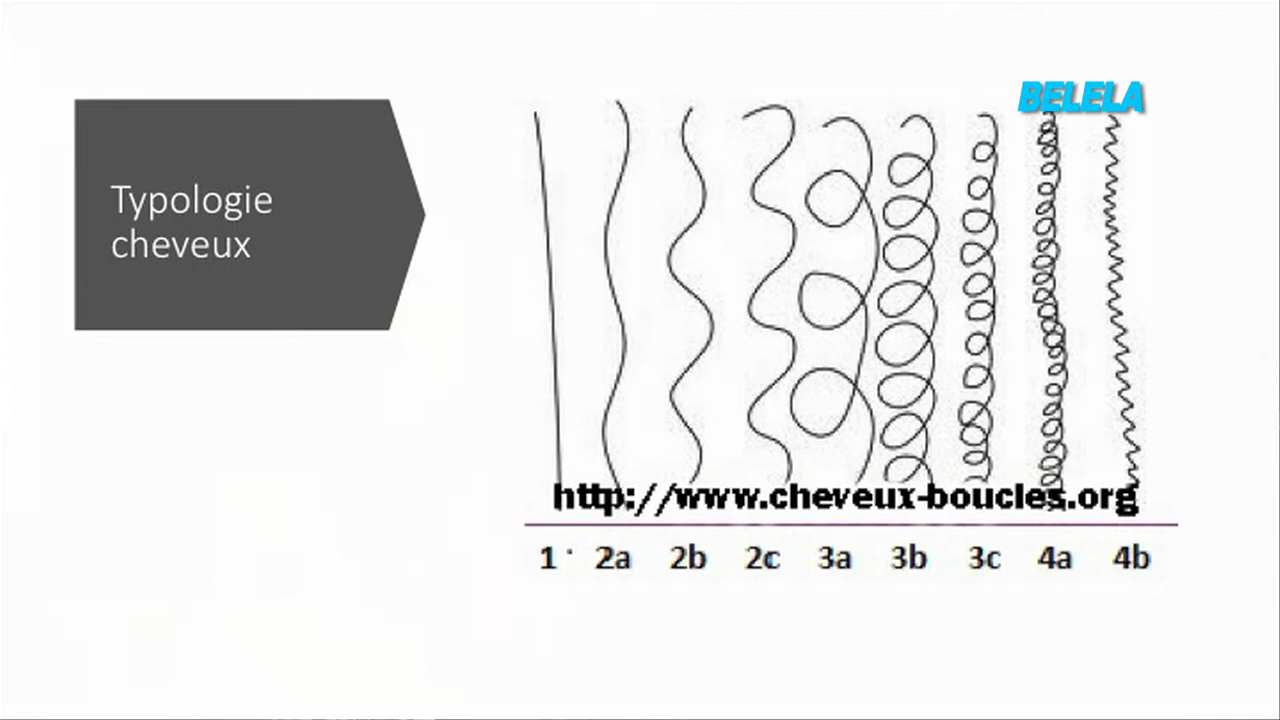 BELELA
Typologie
cheveux
http://www.cheveux-boucles.org
1 2a 2b 2c 3a 3b 3c 4a 4b